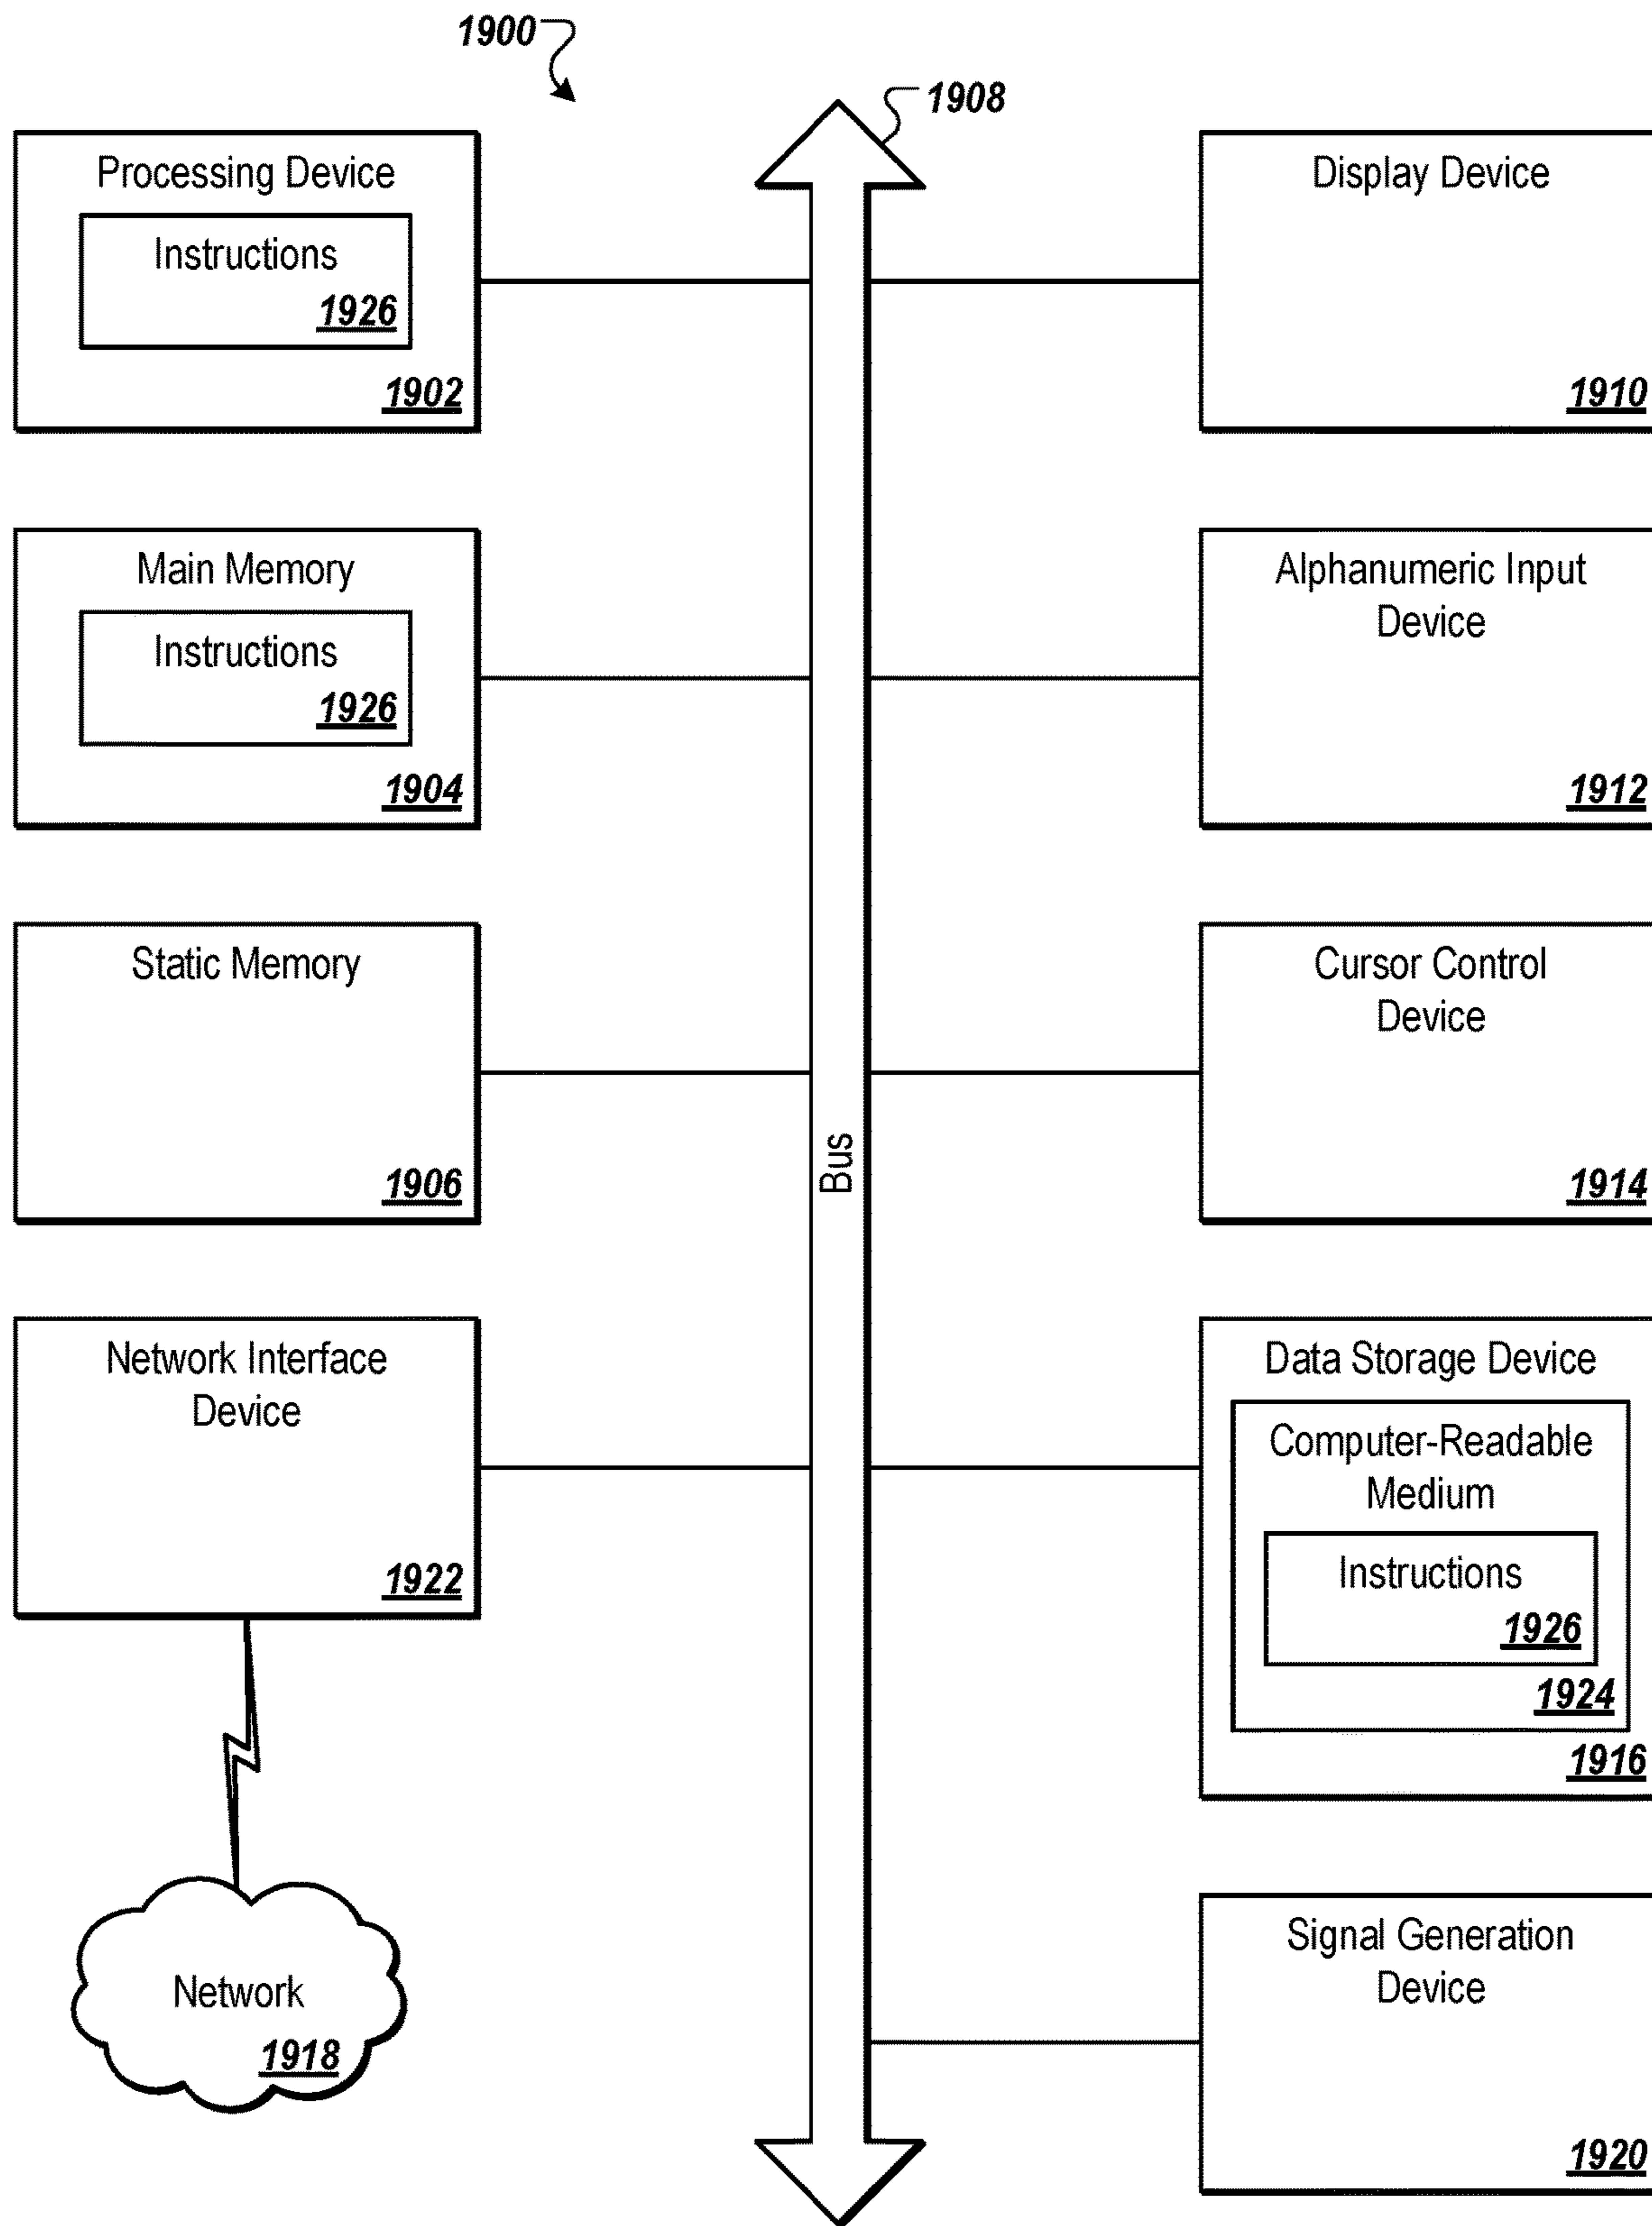 1900
1908
Processing Device
Instructions
1926
1902
Display Device
1910
Main Memory
Instructions
1926
1904
Alphanumeric Input
Device
1912
Static Memory
1906
Cursor Control
Device
1914
Bus
Network Interface
Device
1922
Data Storage Device
Computer-Readable
Medium
Instructions
1926
1924
1916
Network
1918
Signal Generation
Device
1920